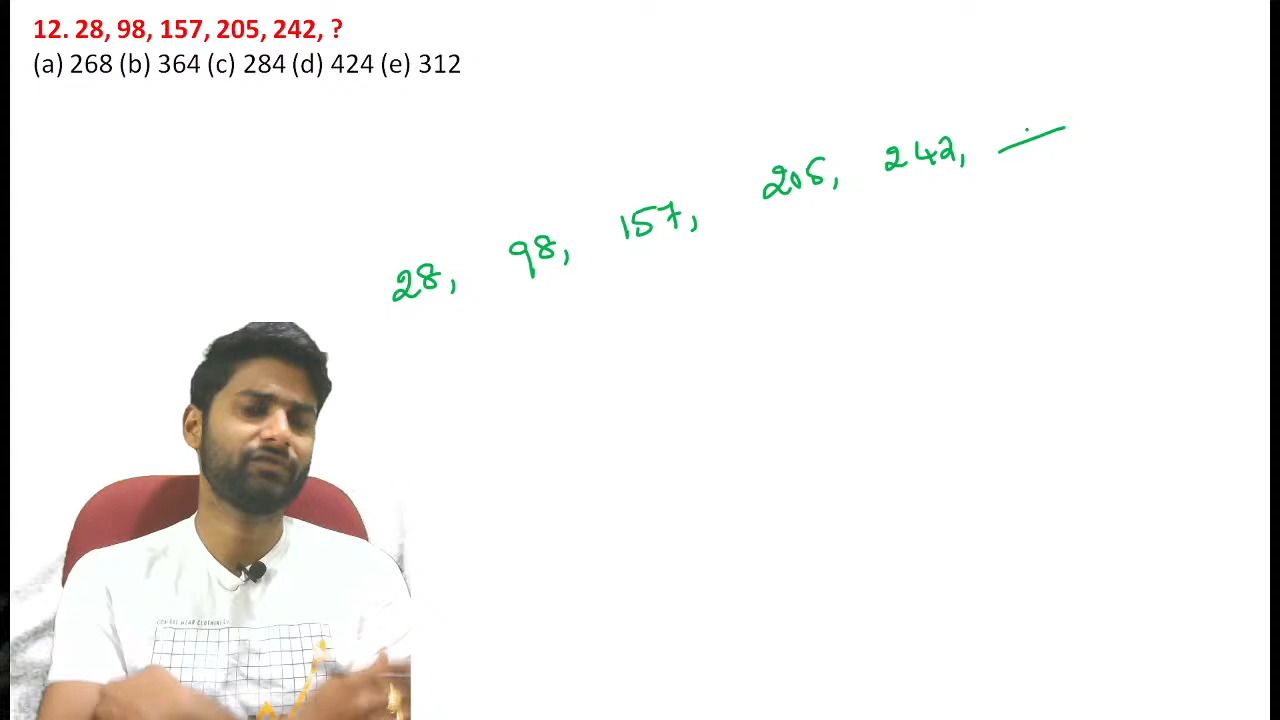 12. 28, 98, 157, 205, 242, ?
(a) 268 (b) 364 (c) 284 (d) 424 (e) 312
28, 98, 157, 205, 242,